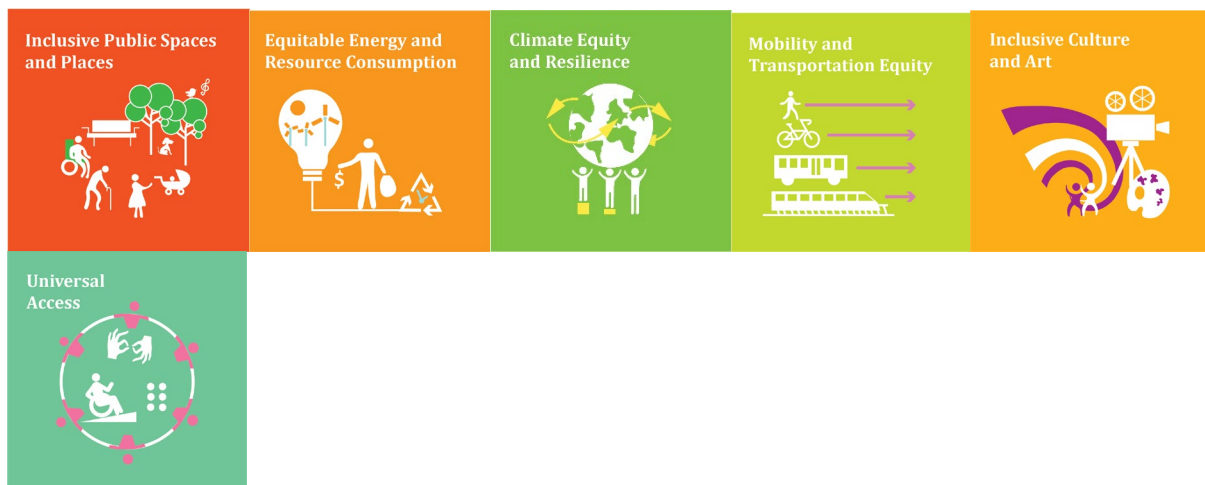 Inclusive Public Spaces
and Places
Equitable Energy and
Resource Consumption
Climate Equity
and Resilience
Mobility and
Transportation Equity
Inclusive Culture
and Art
$
Universal
Access